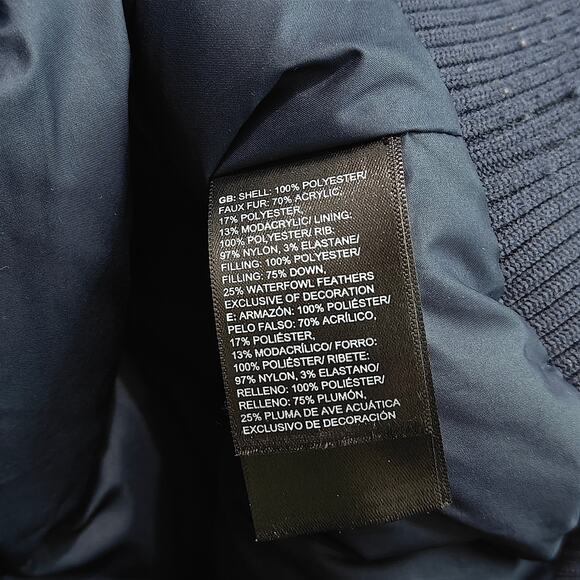 GB: SHELL: 100% POLYESTER/
FAUX FUR: 70% ACRYLIC,
17% POLYESTER,
13% MODACRYLIC/ LINING:
100% POLYESTER/ RIB:
97% NYLON, 3% ELASTANE/
FILLING: 100% POLYESTER/
FILLING: 75% DOWN,
25% WATERFOWL FEATHERS
EXCLUSIVE OF DECORATION
E: ARMAZÓN: 100% POLIÉSTER/
PELO FALSO: 70% ACRÍLICO,
17% POLIÉSTER,
13% MODACRÍLICO/ FORRO:
100% POLIÉSTER/ RIBETE:
97% NYLON, 3% ELASTANO/
RELLENO: 100% POLIÉSTER/
RELLENO: 75% PLUMÓN,
25% PLUMA DE AVE ACUÁTICA
EXCLUSIVO DE DECORACIÓN